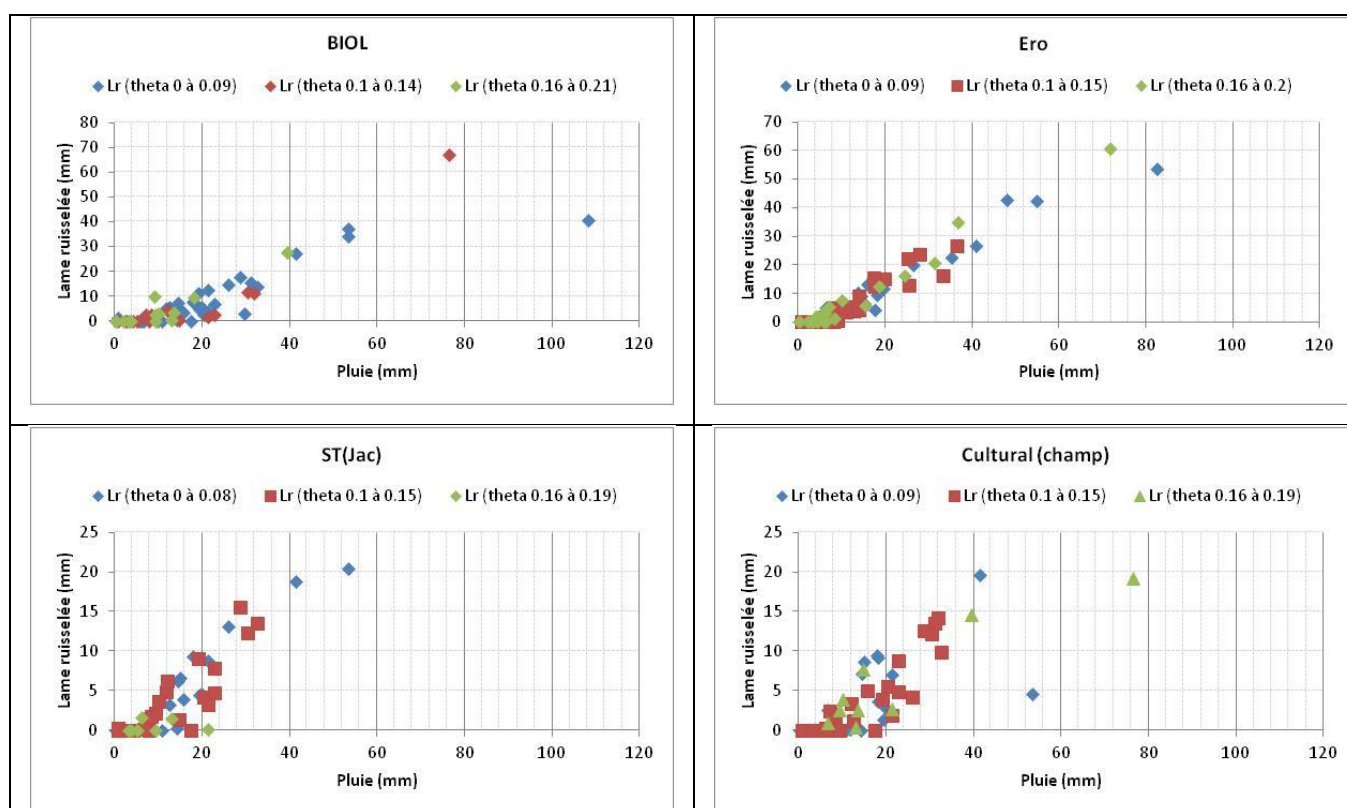 BIOL
Lr (theta 0 à 0.09) Lr (theta 0.1 à 0.14) Lr (theta 0.16 à 0.21)
Lame ruisselée (mm)
80
70
60
50
40
30
20
10
0
0 20 40 60 80 100 120
Pluie (mm)
Ero
Lr (theta 0 à 0.09) Lr (theta 0.1 à 0.15) Lr (theta 0.16 à 0.2)
Lame ruisselée (mm)
70
60
50
40
30
20
10
0
0 20 40 60 80 100 120
Pluie (mm)
ST(Jac)
Lr (theta 0 à 0.08) Lr (theta 0.1 à 0.15) Lr (theta 0.16 à 0.19)
Lame ruisselée (mm)
25
20
15
10
5
0
0 20 40 60 80 100 120
Pluie (mm)
Cultural (champ)
Lr (theta 0 à 0.09) Lr (theta 0.1 à 0.15) Lr (theta 0.16 à 0.19)
Lame ruisselée (mm)
25
20
15
10
5
0
0 20 40 60 80 100 120
Pluie (mm)